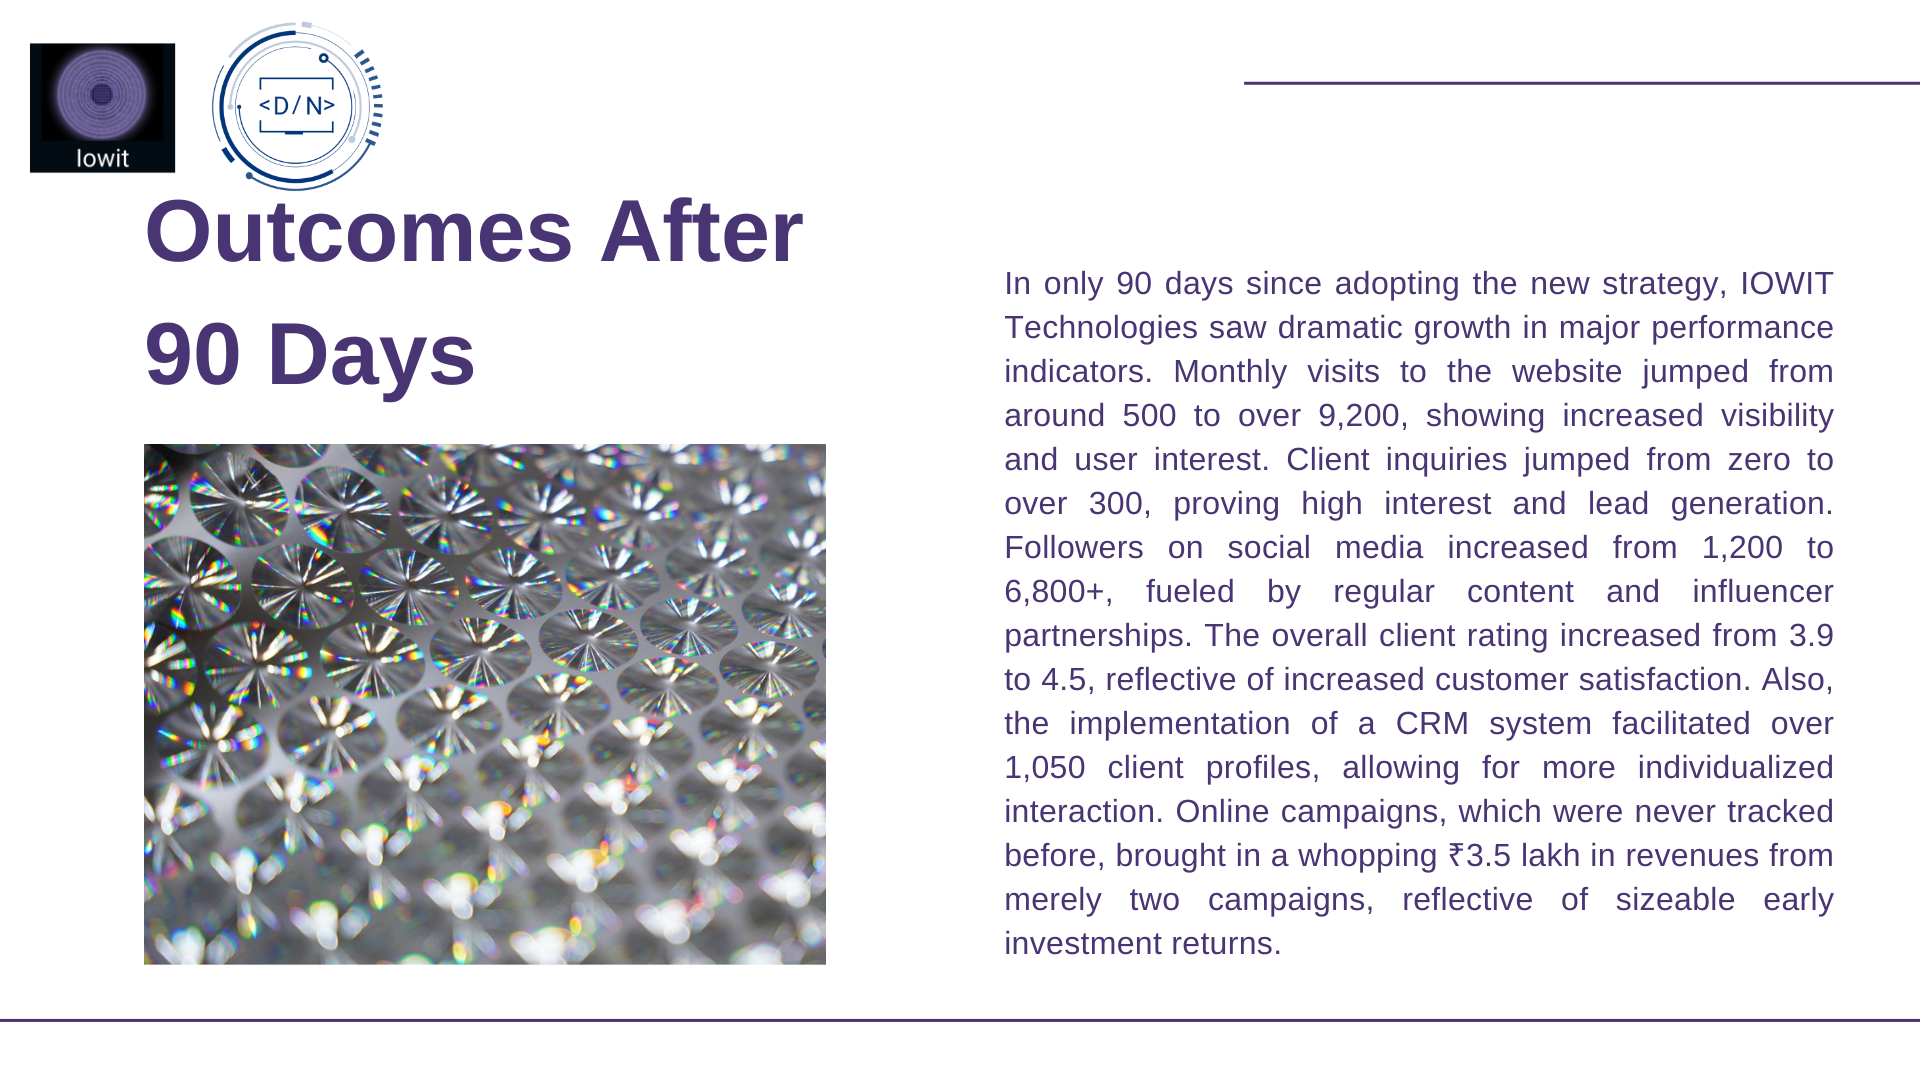 Iowit
<D/N>
Outcomes After
90 Days
In only 90 days since adopting the new strategy, IOWIT
Technologies saw dramatic growth in major performance
indicators. Monthly visits to the website jumped from
around 500 to over 9,200, showing increased visibility
and user interest. Client inquiries jumped from zero to
over 300, proving high interest and lead generation.
Followers on social media increased from 1,200 to
6,800+, fueled by regular content and influencer
partnerships. The overall client rating increased from 3.9
to 4.5, reflective of increased customer satisfaction. Also,
the implementation of a CRM system facilitated over
1,050 client profiles, allowing for more individualized
interaction. Online campaigns, which were never tracked
before, brought in a whopping ₹3.5 lakh in revenues from
merely two campaigns, reflective of sizeable early
investment returns.